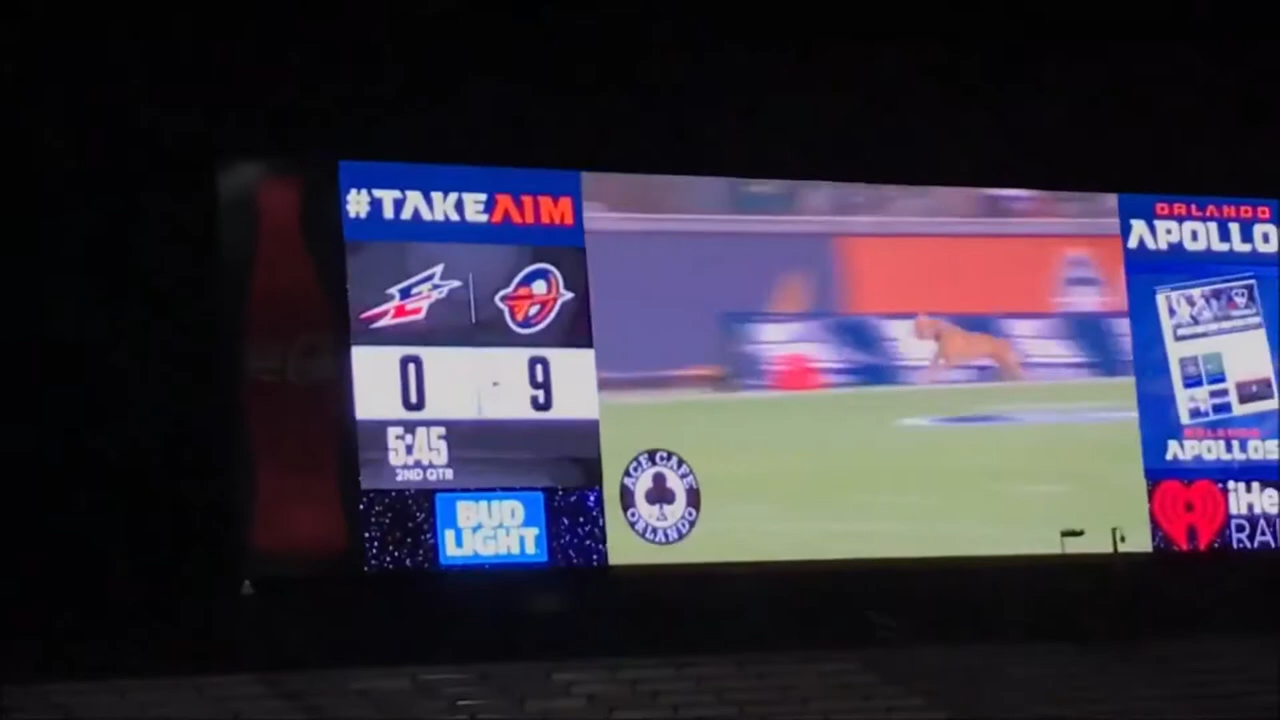 #TAKEAIM
0 - 9
5:45
2ND QTR
BUD
LIGHT
ACE CAFE
ORLANDO
ORLANDO
APOLLO
ORLANDO
APOLLOS
iHe
RA